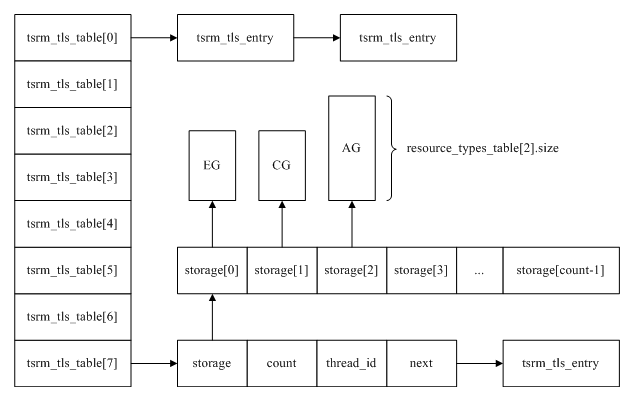 tsrm_tls_table[0]
tsrm_tls_entry
tsrm_tls_entry
tsrm_tls_table[1]
tsrm_tls_table[2]
tsrm_tls_table[3]
tsrm_tls_table[4]
tsrm_tls_table[5]
tsrm_tls_table[6]
tsrm_tls_table[7]
EG
CG
AG
resource_types_table[2].size
storage[0]
storage[1]
storage[2]
storage[3]
...
storage[count-1]
storage
count
thread_id
next
tsrm_tls_entry